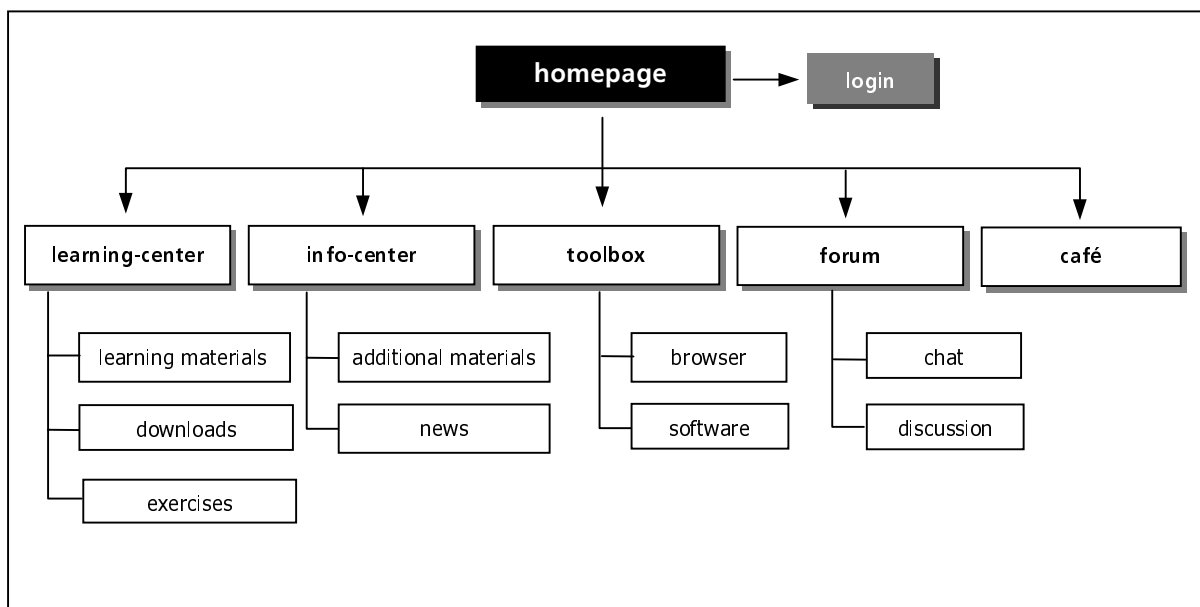 homepage
login
learning-center
info-center
toolbox
forum
café
learning materials
additional materials
browser
chat
downloads
news
software
discussion
exercises